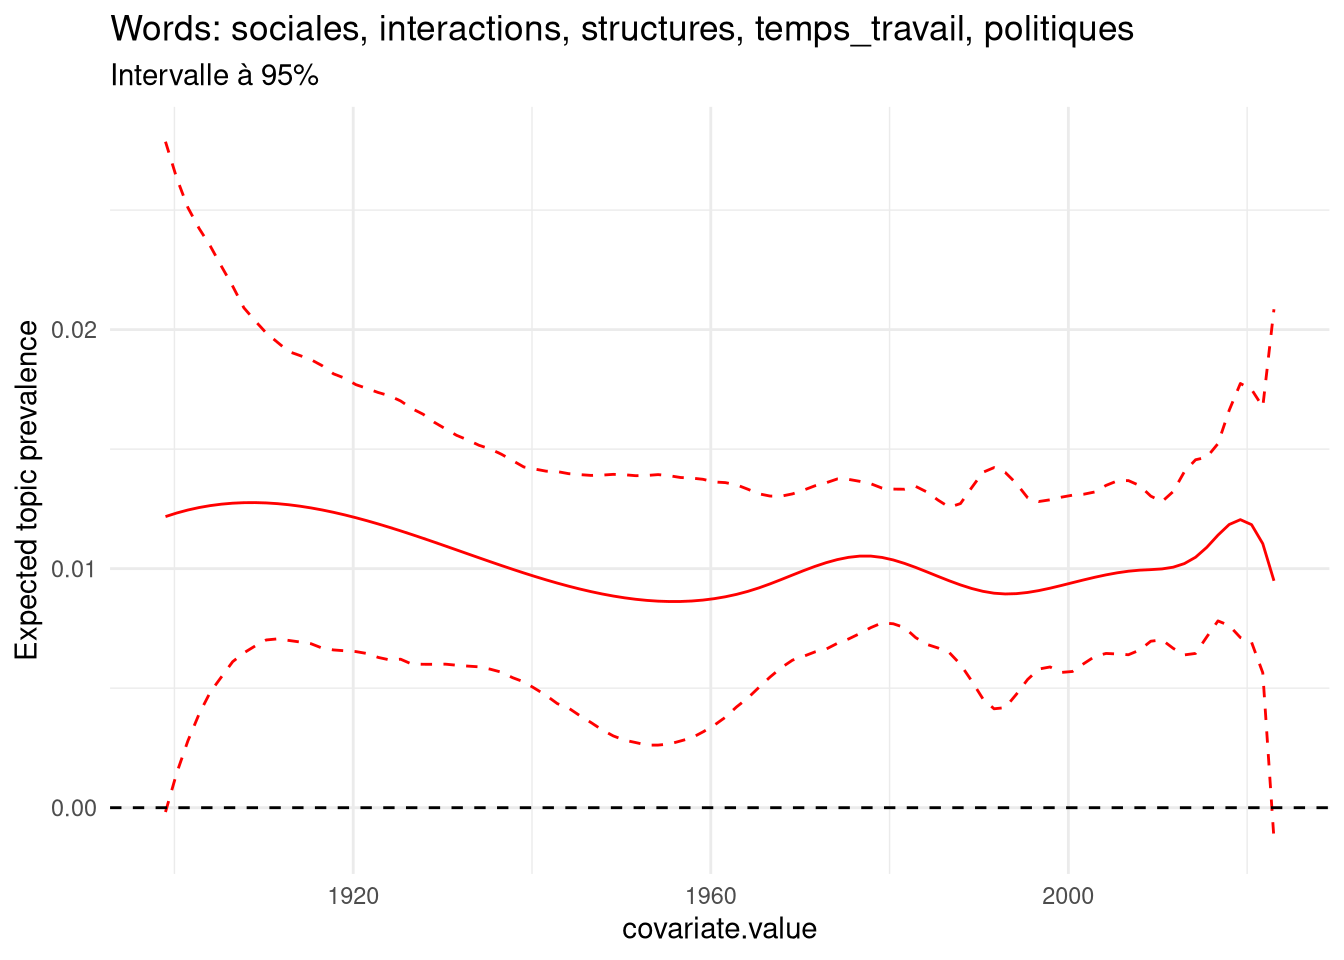 Words: sociales, interactions, structures, temps_travail, politiques
Intervalle à 95%
Expected topic prevalence
0.02
0.01
0.00
1920
1960
2000
covariate.value